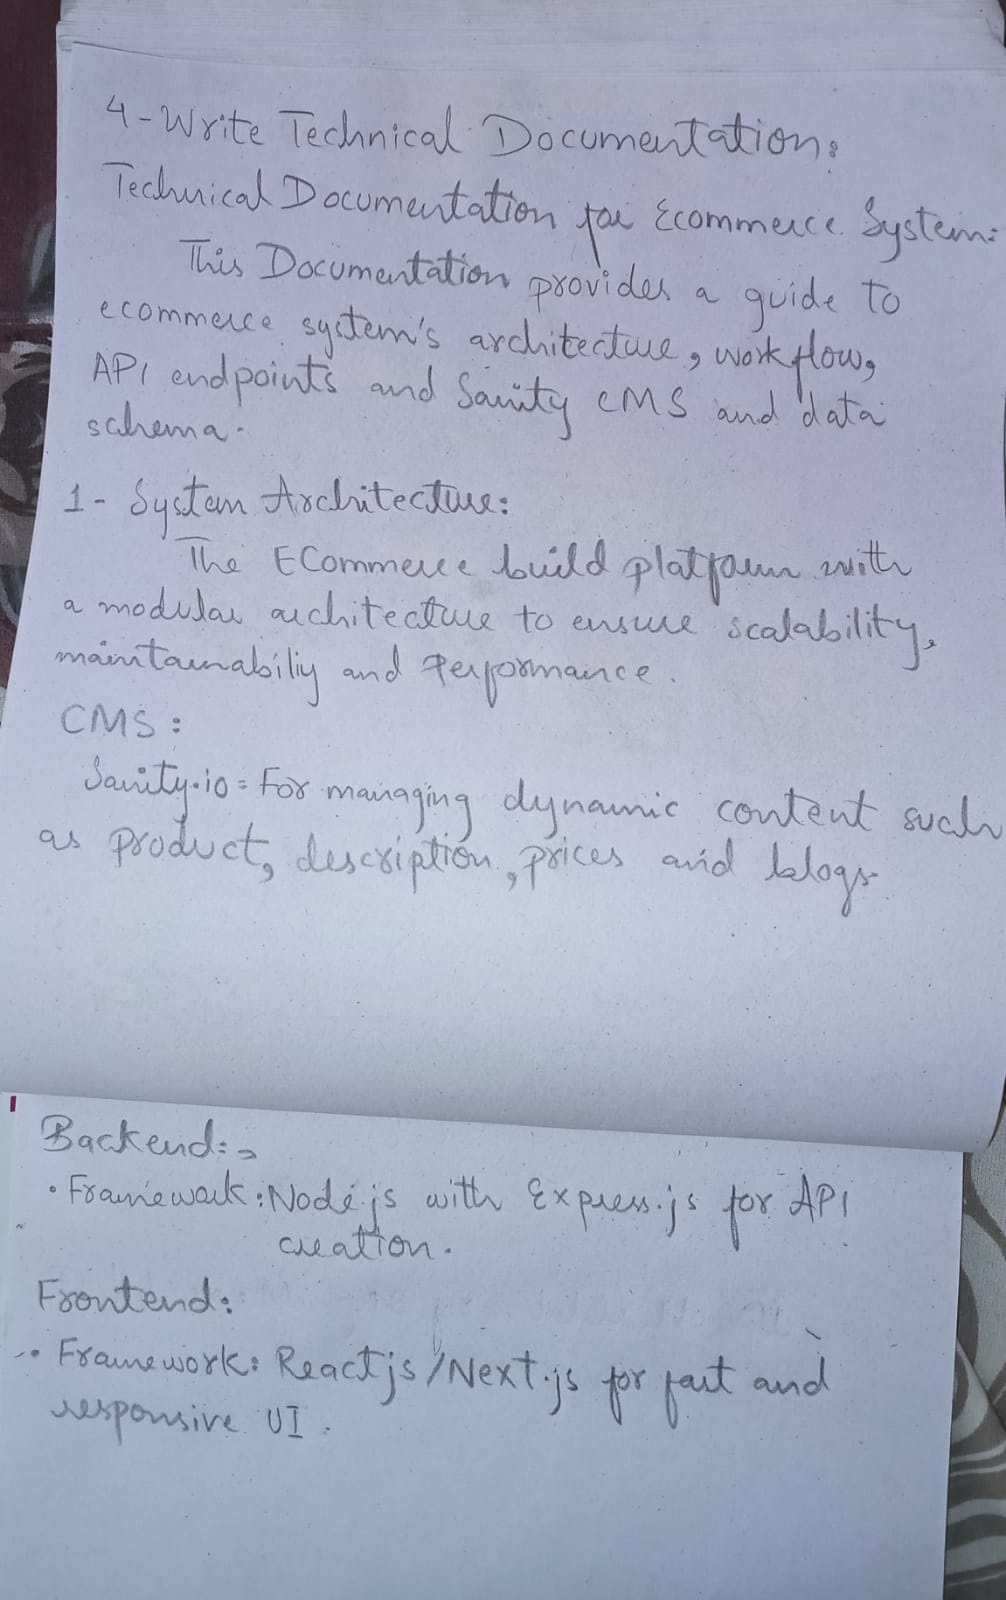 4-Write Technical Documentation:
Technical Documentation for Ecommerce System:
This Documentation provides a guide to
ecommerce system's architecture, workflow,
API endpoints and Sanity CMS and data
schema.
1- System Architecture:
The ECommerce build platform with
a modular architecture to ensure scalability,
maintainabiliy and Performance.
CMS:
Sanity.io = For managing dynamic content such
as product, description, prices and blogs.
Backend:
• Framework: Node.js with Express.js for API
creation.
Frontend:
• Framework: Reactjs/Next.js for fast and
responsive UI.